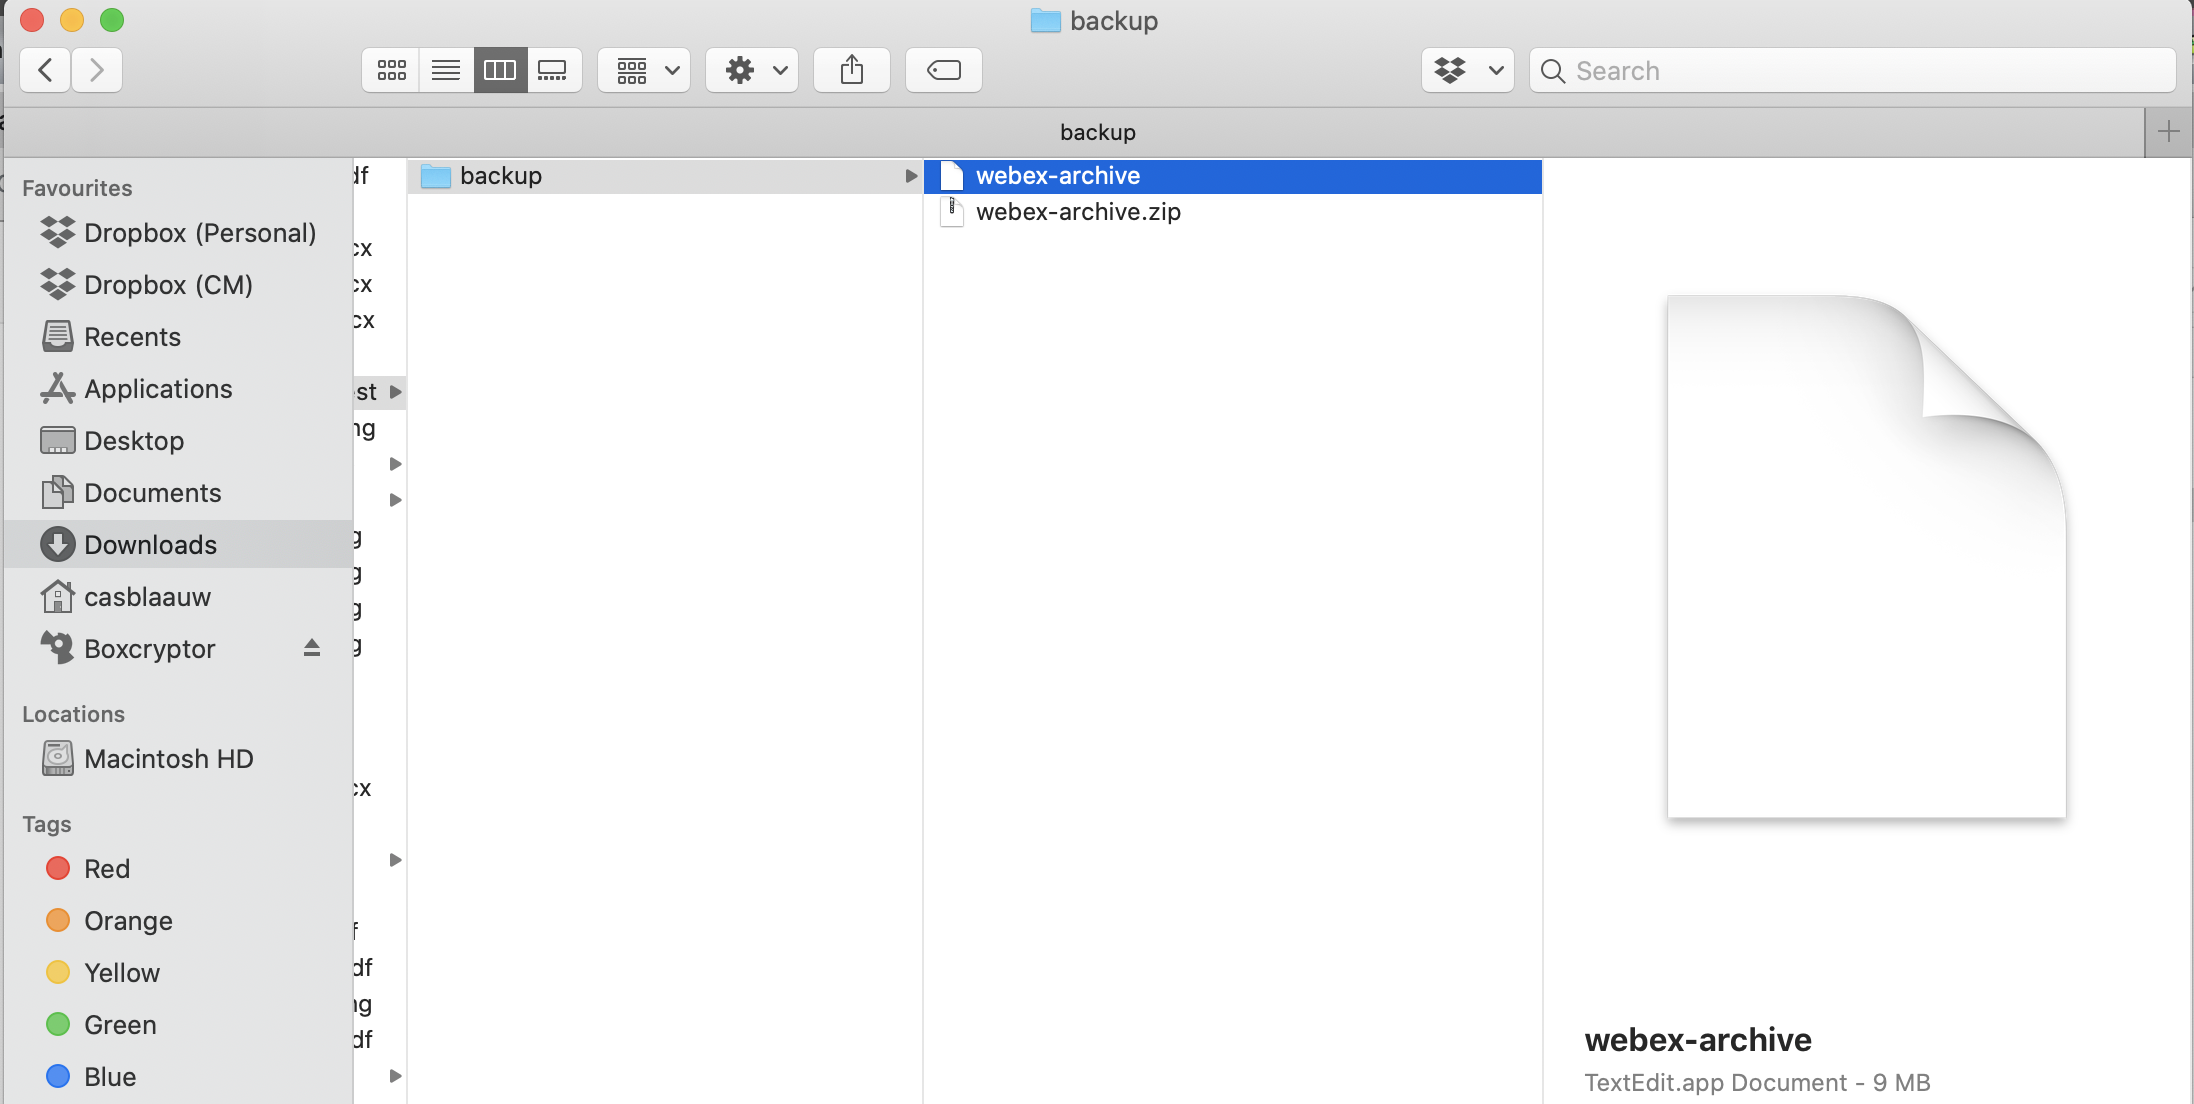 backup
Search
backup
Favourites
Dropbox (Personal)
Dropbox (CM)
Recents
Applications
Desktop
Documents
Downloads
casblaauw
Boxcryptor
Locations
Macintosh HD
Tags
Red
Orange
Yellow
Green
Blue
df
cx
cx
cx
est
ng
g
g
g
g
cx
f
df
ng
df
backup
webex-archive
webex-archive.zip
webex-archive
TextEdit.app Document - 9 MB